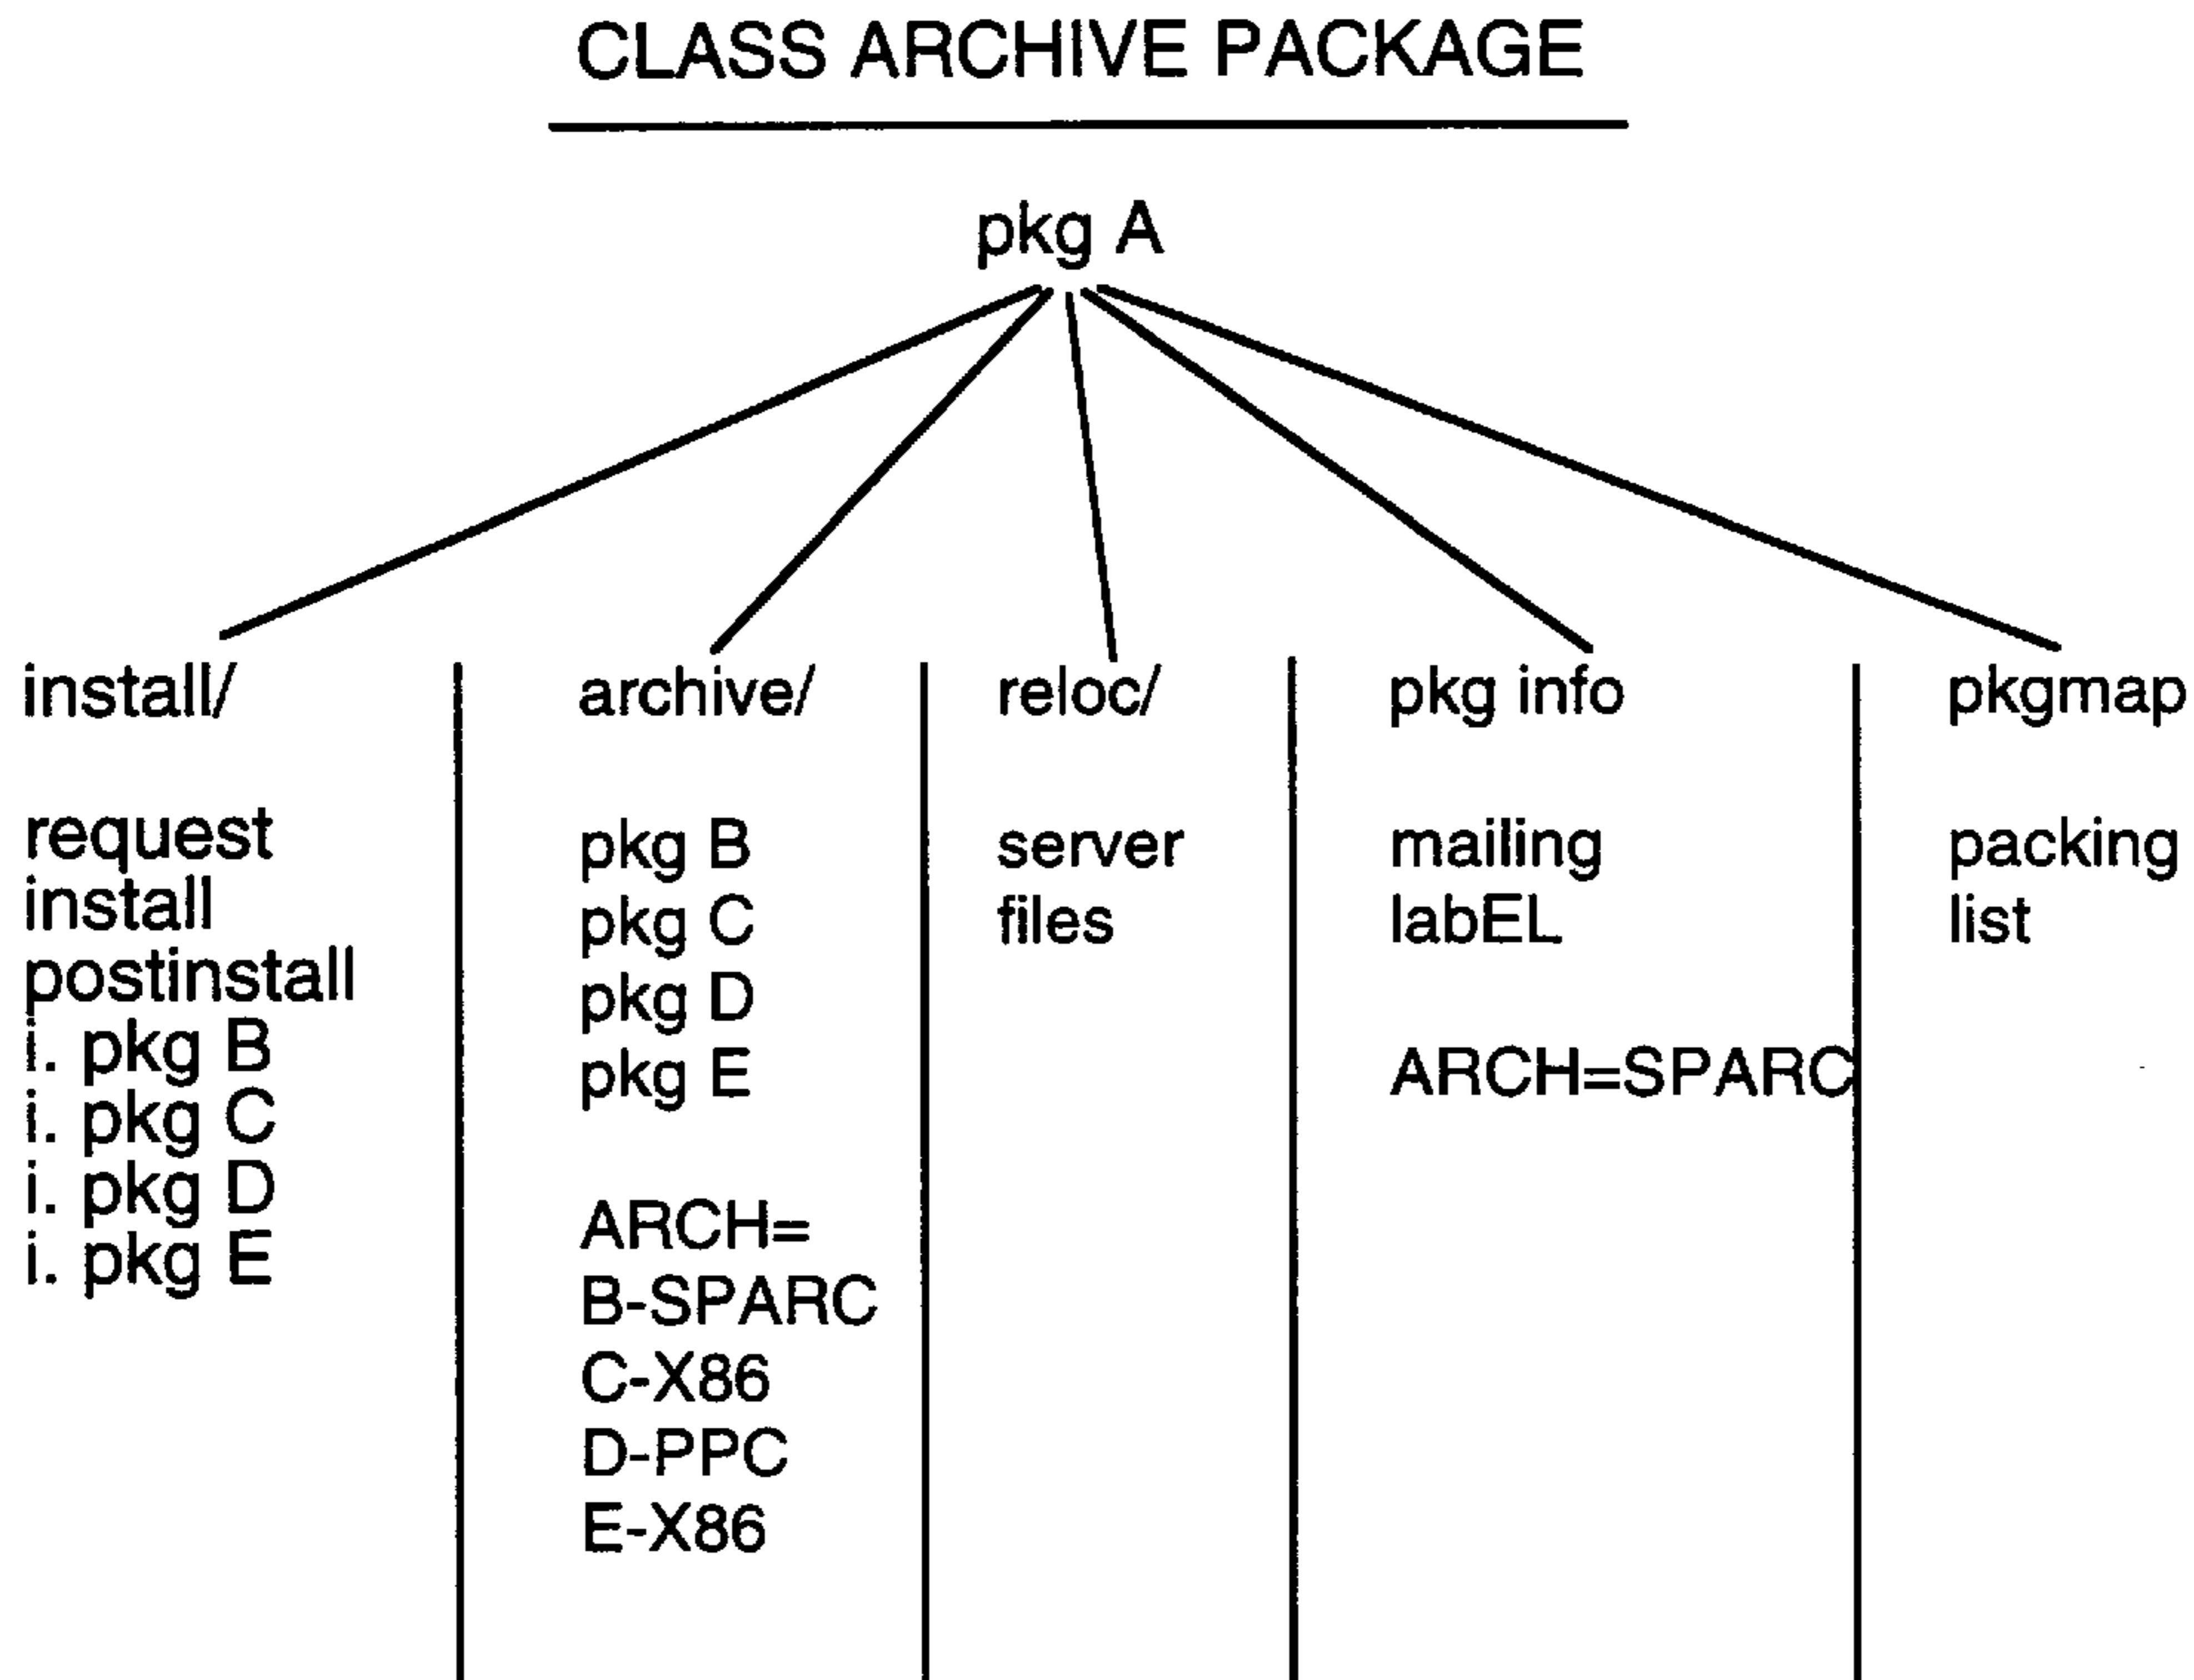 CLASS ARCHIVE PACKAGE
pkg A
install/
request
install
postinstall
i. pkg B
i. pkg C
i. pkg D
i. pkg E
archive/
pkg B
pkg C
pkg D
pkg E
ARCH=
B-SPARC
C-X86
D-PPC
E-X86
reloc/
server
files
pkg info
mailing
labEL
ARCH=SPARC
pkgmap
packing
list